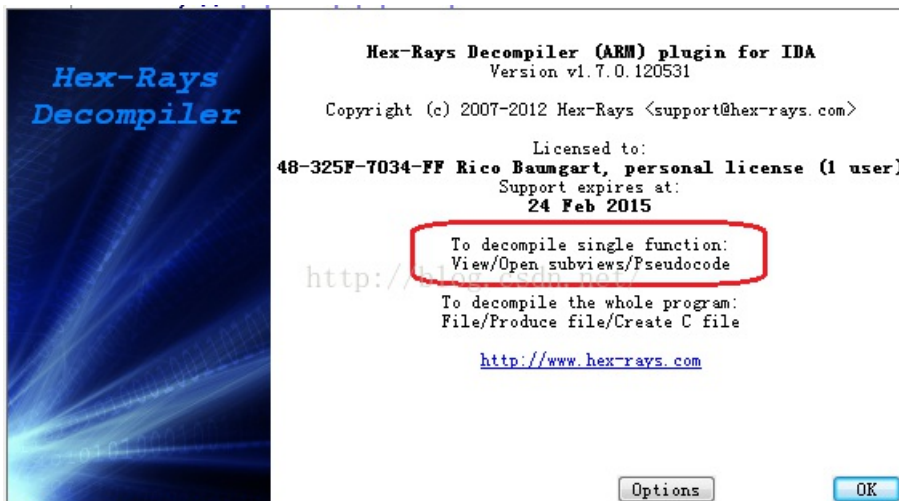 Hex-Rays
Decompiler
Hex-Rays Decompiler (ARM) plugin for IDA
Version v1.7.0.120531
Copyright (c) 2007-2012 Hex-Rays <support@hex-rays.com>
Licensed to:
48-325F-7034-FF Rico Baumgart, personal license (1 user)
Support expires at:
24 Feb 2015
To decompile single function:
View/Open subviews/Pseudocode
http://blog.csdn.net/
To decompile the whole program:
File/Produce file/Create C file
http://www.hex-rays.com
Options
OK